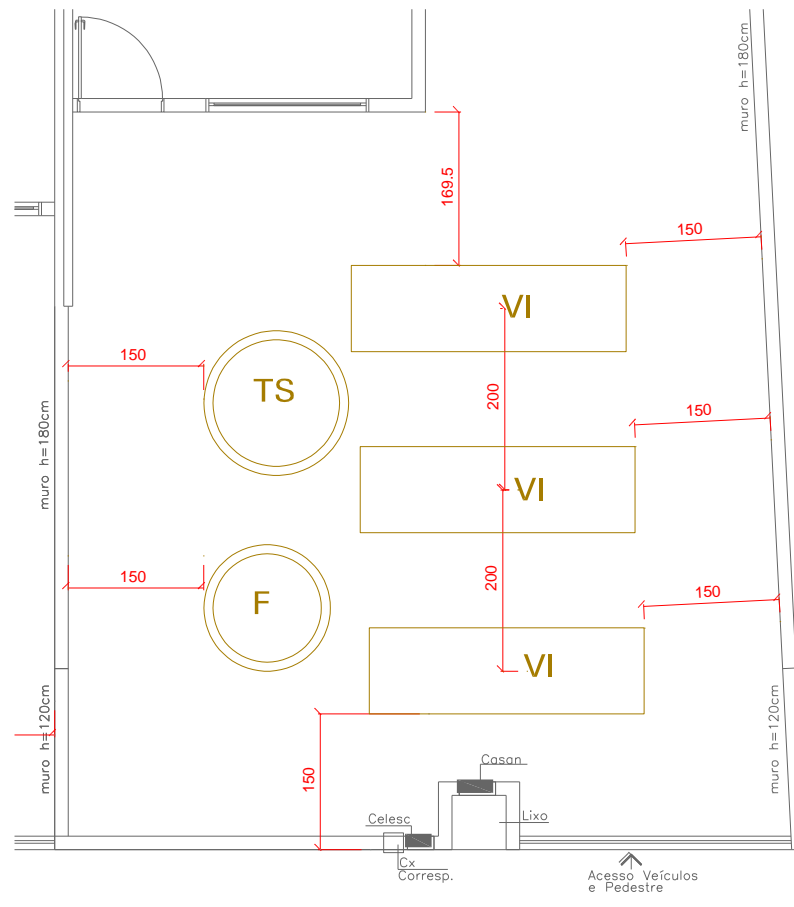 muro h=180cm
169.5
150
VI
150
TS
200
150
muro h=180cm
VI
150
200
150
F
VI
muro h=120cm
muro h=120cm
150
Casan
Celesc
Lixo
Cx
Corresp.
Acesso Veículos
e Pedestre